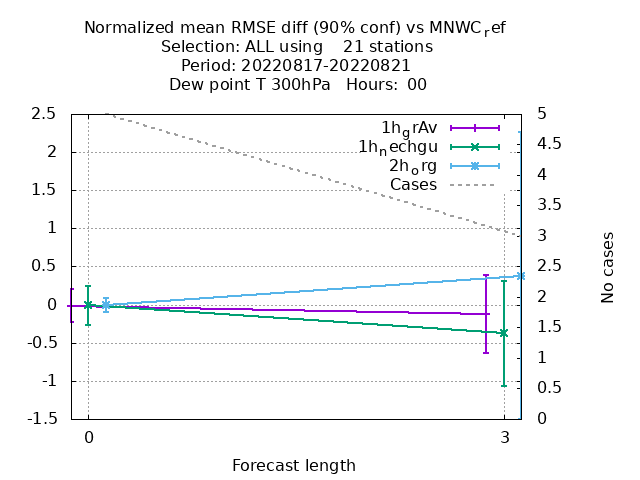 Normalized mean RMSE diff (90% conf) vs MNWC_ref
Selection: ALL using    21 stations
Period: 20220817-20220821
Dew point T 300hPa   Hours:  00
1h_grAv
1h_nechgu
2h_org
Cases
2.5
2
1.5
1
0.5
0
-0.5
-1
-1.5
5
4.5
4
3.5
3
2.5
2
1.5
1
0.5
0
No cases
0
3
Forecast length